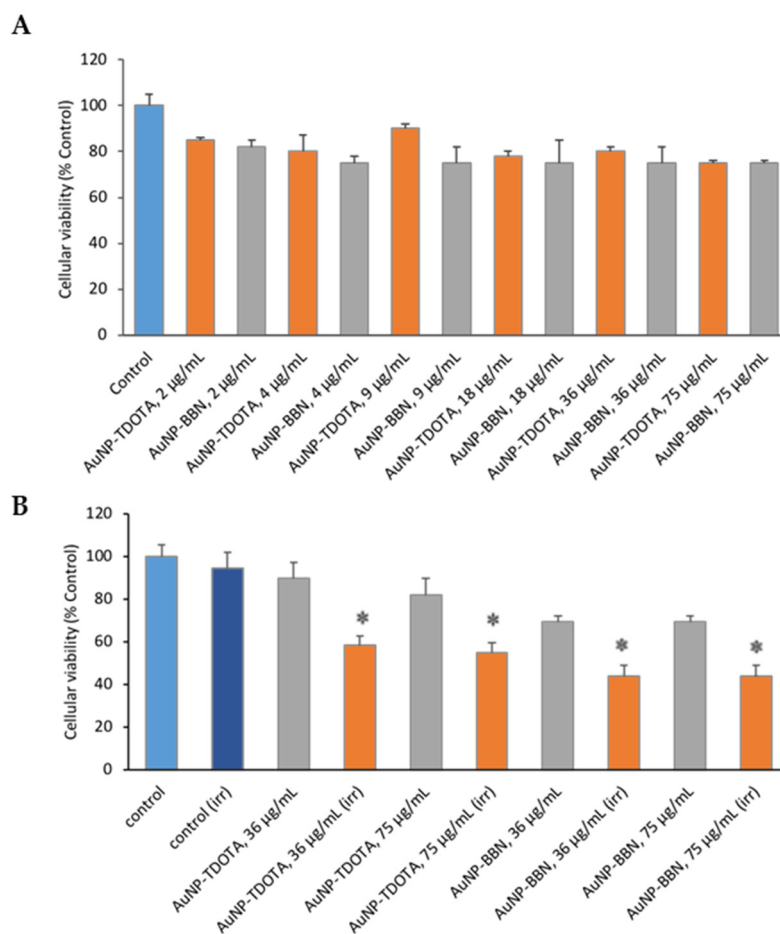 A
Cellular viability (% Control)
120
100
80
60
40
20
0
Control
AuNP-TDOTA, 2 µg/mL
AuNP-BBN, 2 µg/mL
AuNP-TDOTA, 4 µg/mL
AuNP-BBN, 4 µg/mL
AuNP-TDOTA, 9 µg/mL
AuNP-BBN, 9 µg/mL
AuNP-TDOTA, 18 µg/mL
AuNP-BBN, 18 µg/mL
AuNP-TDOTA, 36 µg/mL
AuNP-BBN, 36 µg/mL
AuNP-TDOTA, 75 µg/mL
AuNP-BBN, 75 µg/mL
B
Cellular viability (% Control)
120
100
80
60
40
20
0
*
*
*
*
control
control (irr)
AuNP-TDOTA, 36 µg/mL
AuNP-TDOTA, 36 µg/mL (irr)
AuNP-TDOTA, 75 µg/mL
AuNP-TDOTA, 75 µg/mL (irr)
AuNP-BBN, 36 µg/mL
AuNP-BBN, 36 µg/mL (irr)
AuNP-BBN, 75 µg/mL
AuNP-BBN, 75 µg/mL (irr)